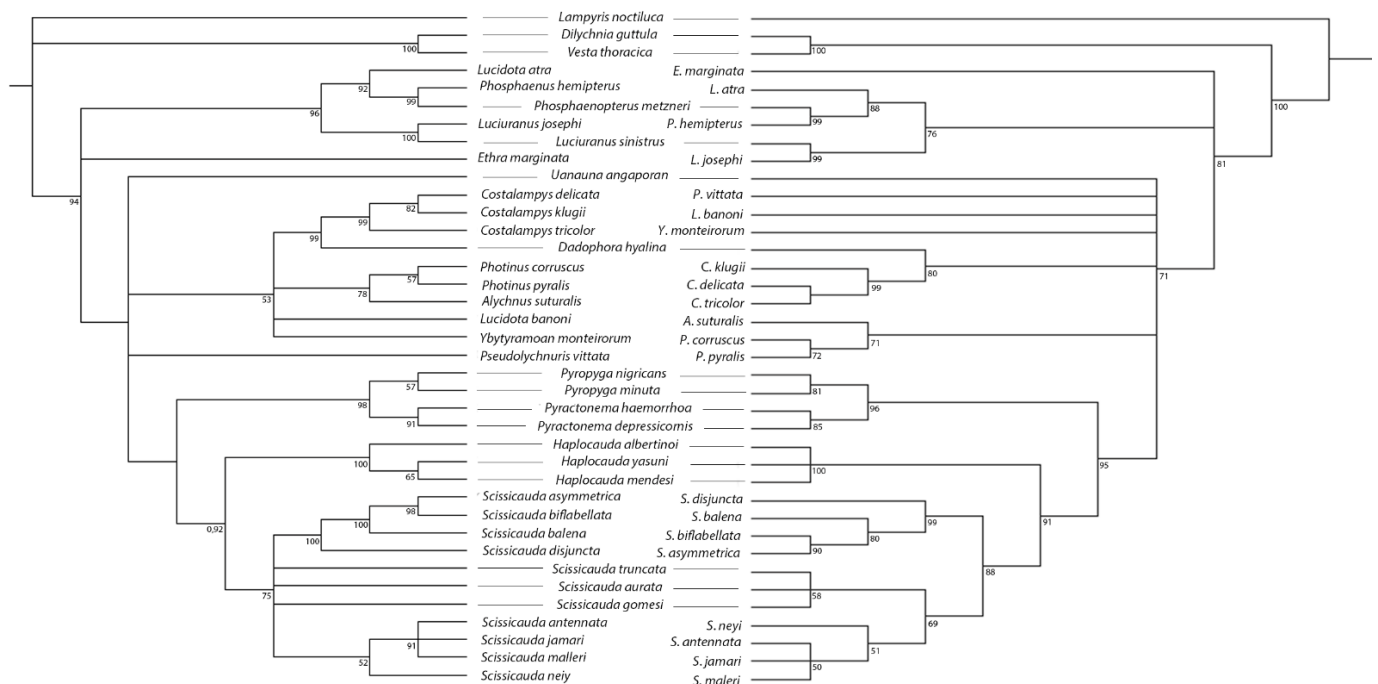 Lampyris noctiluca
Dilychnia guttula
100
100
Vesta thoracica
Lucidota atra
E. marginata
92
Phosphaenus hemipterus
L. atra
100
99
88
Phosphaenopterus metzneri
96
99
Luciuranus josephi
P. hemipterus
76
100
Luciuranus sinistrus
99
Ethra marginata
L. josephi
81
Uanauna angaporan
94
Costalampys delicata
P. vittata
82
Costalampys klugii
L. banoni
99
Costalampys tricolor
Y. monteirorum
99
Dadophora hyalina
Photinus corruscus
C. klugii
80
71
57
Photinus pyralis
C. delicata
99
53
78
Alychnus suturalis
C. tricolor
Lucidota banoni
A. suturalis
Ybytyramoan monteirorum
P. corruscus
71
Pseudolychnuris vittata
P. pyralis
72
Pyropyga nigricans
57
Pyropyga minuta
81
98
Pyractonema haemorrhoa
96
91
Pyractonema depressicornis
85
Haplocauda albertinoi
100
Haplocauda yasuni
100
95
65
Haplocauda mendesi
Scissicauda asymmetrica
S. disjuncta
98
Scissicauda biflabellata
S. balena
99
91
0,92
100
Scissicauda balena
S. biflabellata
80
100
Scissicauda disjuncta
S. asymmetrica
90
Scissicauda truncata
88
75
Scissicauda aurata
58
Scissicauda gomesi
69
Scissicauda antennata
S. neyi
91
Scissicauda jamari
S. antennata
51
52
Scissicauda malleri
S. jamari
50
Scissicauda neiy
S. maleri